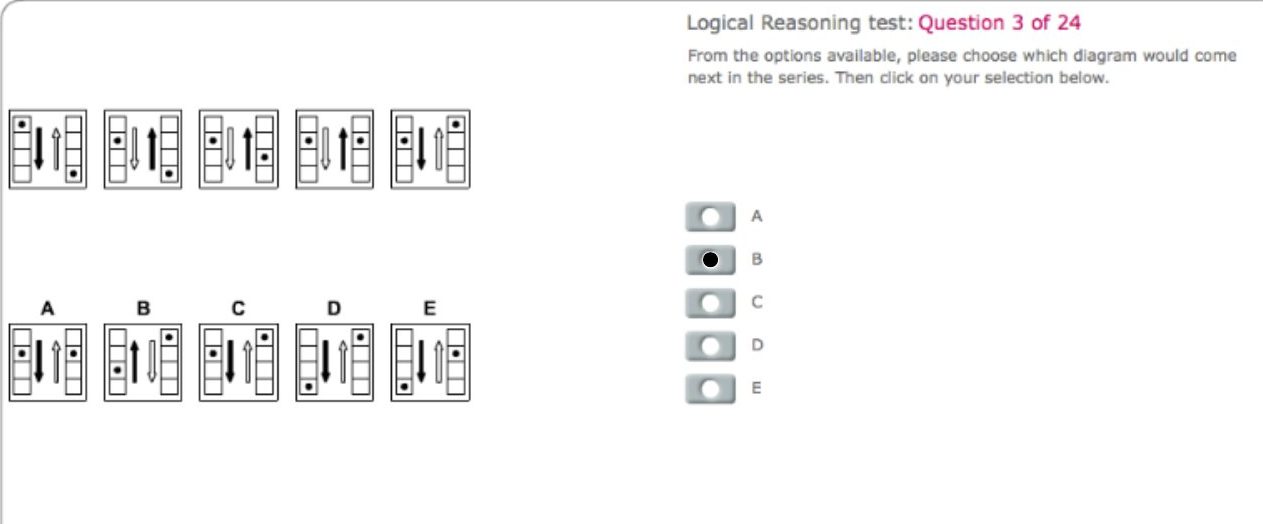 Logical Reasoning test: Question 3 of 24
From the options available, please choose which diagram would come
next in the series. Then click on your selection below.
A
B
C
D
E
A B C D E